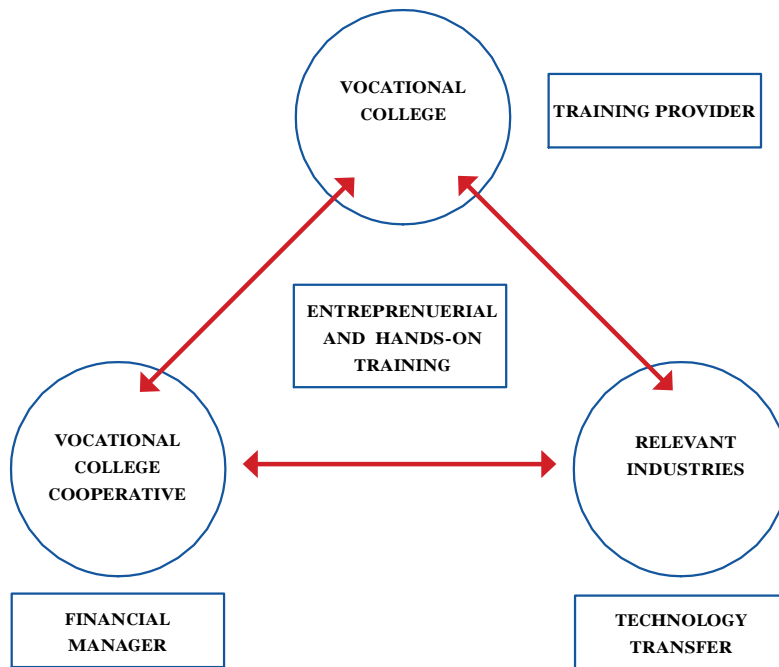 VOCATIONAL
COLLEGE
TRAINING PROVIDER
ENTREPRENUERIAL
AND HANDS-ON
TRAINING
VOCATIONAL
COLLEGE
COOPERATIVE
RELEVANT
INDUSTRIES
FINANCIAL
MANAGER
TECHNOLOGY
TRANSFER